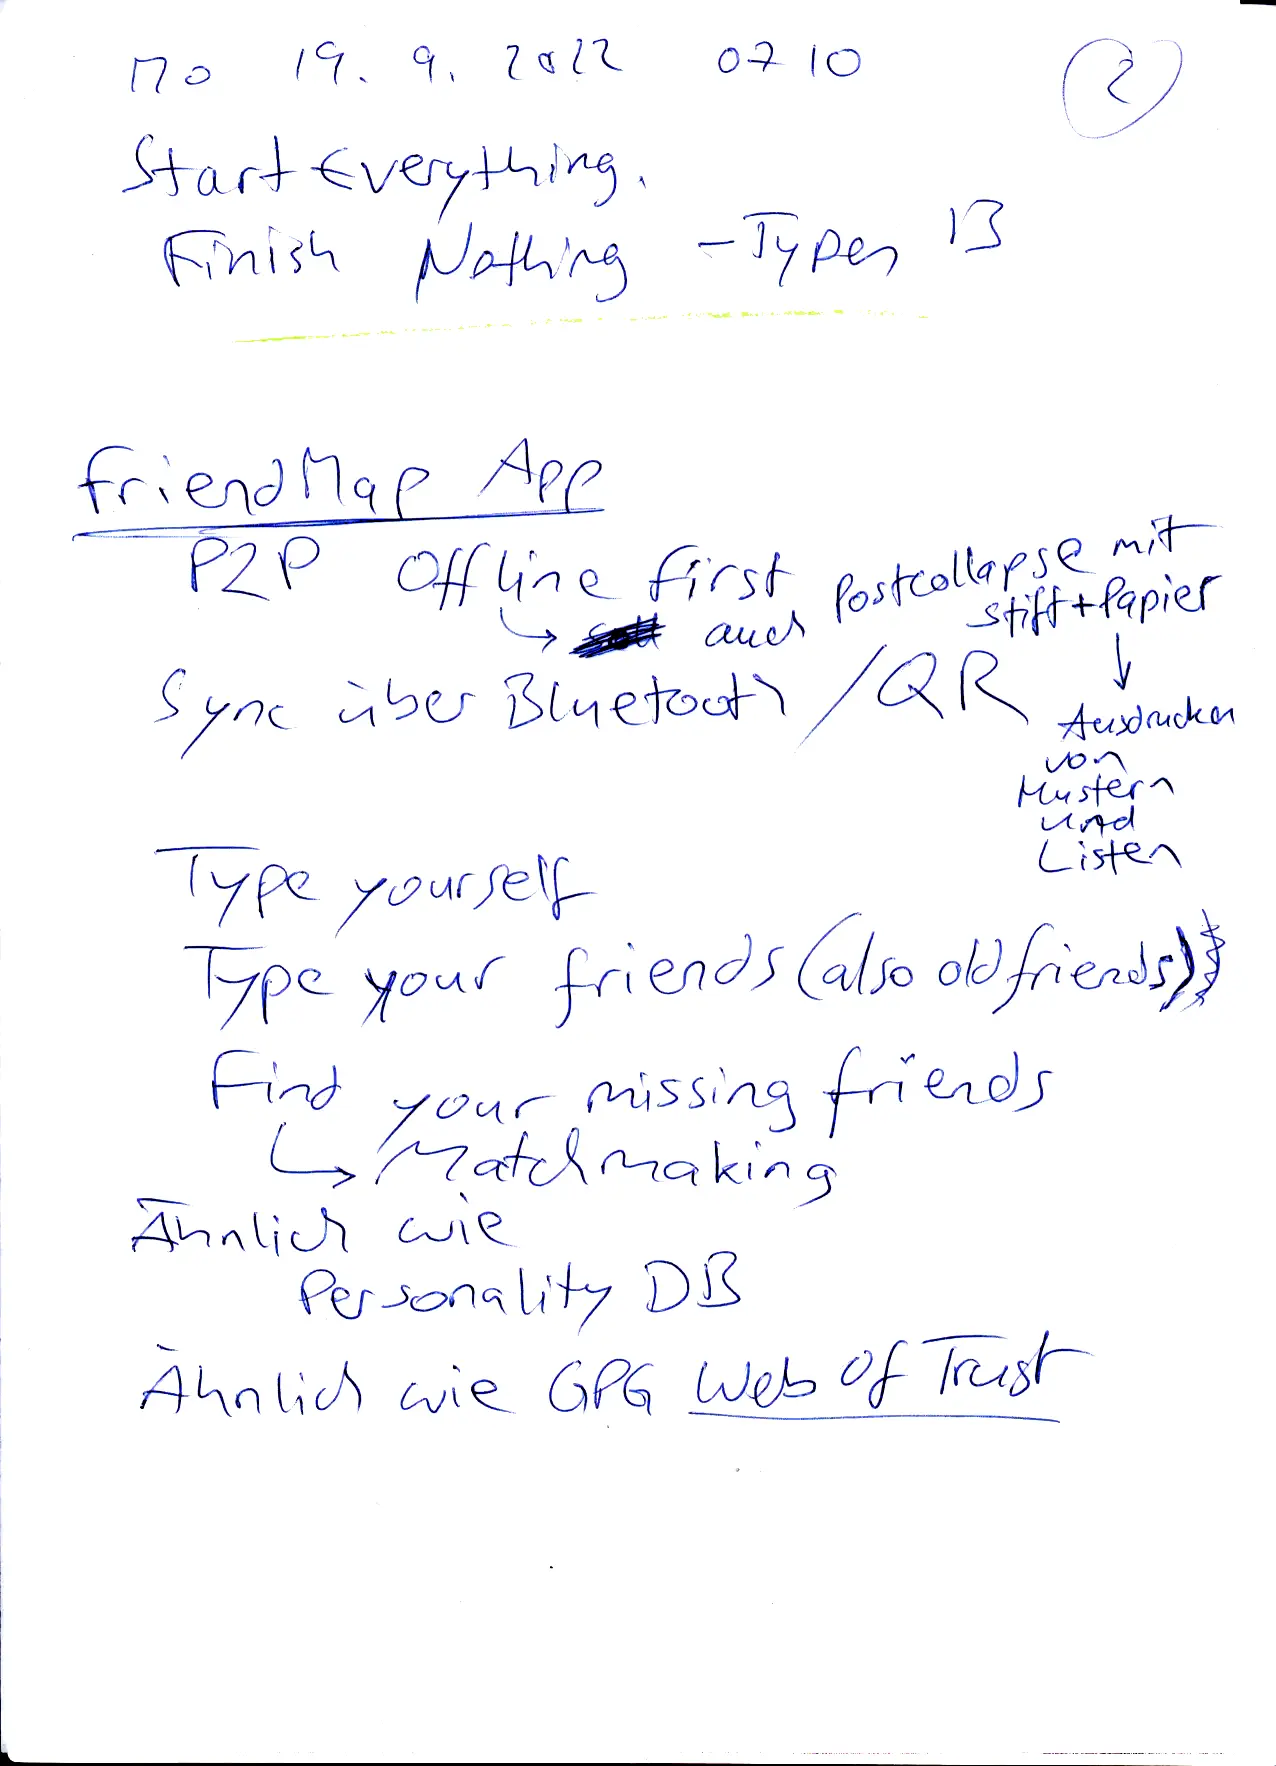 Mo 19. 9. 2022 07 10
2
Start Everything.
Finish Nothing - Typen 13
FriendMap App
P2P Offline first
→ auch Postcollapse mit
Stift + Papier
↓
Ausdrucken
von
Mustern
und
Listen
Sync über Bluetooth / QR
Type yourself
Type your friends (also old friends)
Find your missing friends
↳ Matchmaking
Ähnlich wie
Personality DB
Ähnlich wie GPG Web Of Trust